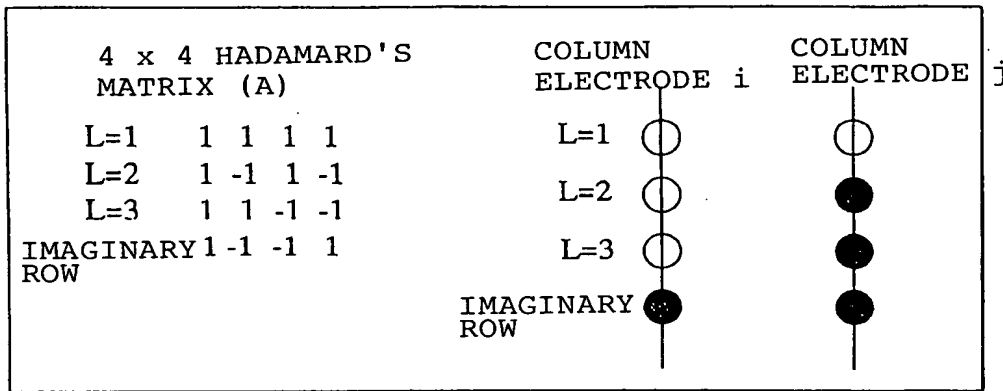 4 x 4 HADAMARD'S
MATRIX (A)
L=1 1 1 1 1
L=2 1 -1 1 -1
L=3 1 1 -1 -1
IMAGINARY 1 -1 -1 1
ROW
COLUMN
ELECTRODE i
COLUMN
ELECTRODE j
L=1
L=2
L=3
IMAGINARY
ROW